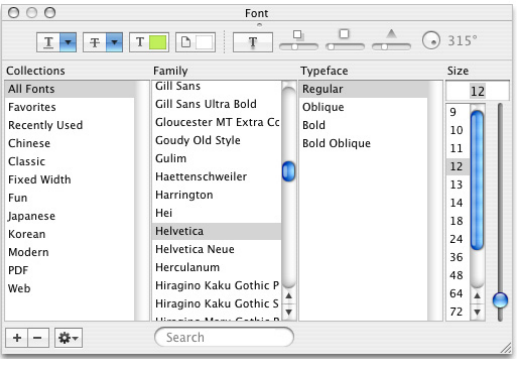 Font
T T T T 315°
Collections Family Typeface Size
All Fonts
Favorites
Recently Used
Chinese
Classic
Fixed Width
Fun
Japanese
Korean
Modern
PDF
Web
Gill Sans
Gill Sans Ultra Bold
Gloucester MT Extra Cc
Goudy Old Style
Gulim
Haettenschweiler
Harrington
Hei
Helvetica
Helvetica Neue
Herculanum
Hiragino Kaku Gothic P
Hiragino Kaku Gothic S
Regular
Oblique
Bold
Bold Oblique
12
9
10
11
12
13
14
18
24
36
48
64
72
+ −
Search